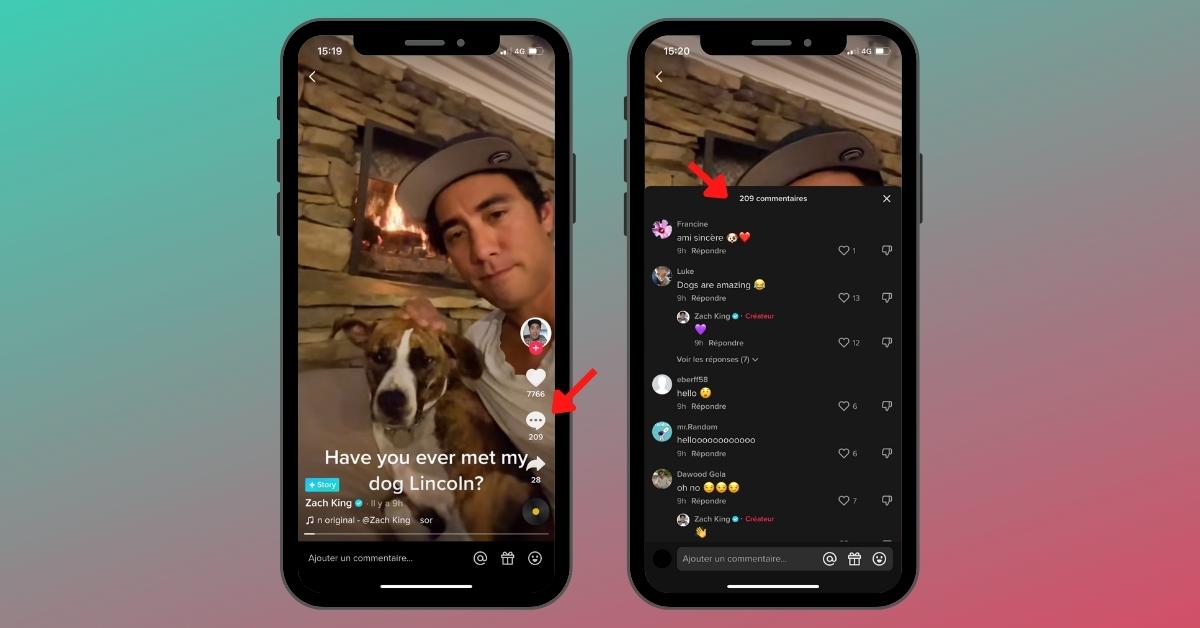 15:19
4G
7766
209
Have you ever met my
28
dog Lincoln?
Story
Zach King · Il y a 9h
n original - @Zach King sor
Ajouter un commentaire...
15:20
4G
209 commentaires
Francine
ami sincère 🐶❤️
9h Répondre
1
Luke
Dogs are amazing 😂
9h Répondre
13
Zach King · Créateur
💜
9h Répondre
12
Voir les réponses (7)
eberff58
hello 😲
9h Répondre
6
mr.Random
helloooooooooooo
9h Répondre
6
Dawood Gola
oh no 😏😏😏
9h Répondre
7
Zach King · Créateur
👋
Ajouter un commentaire...